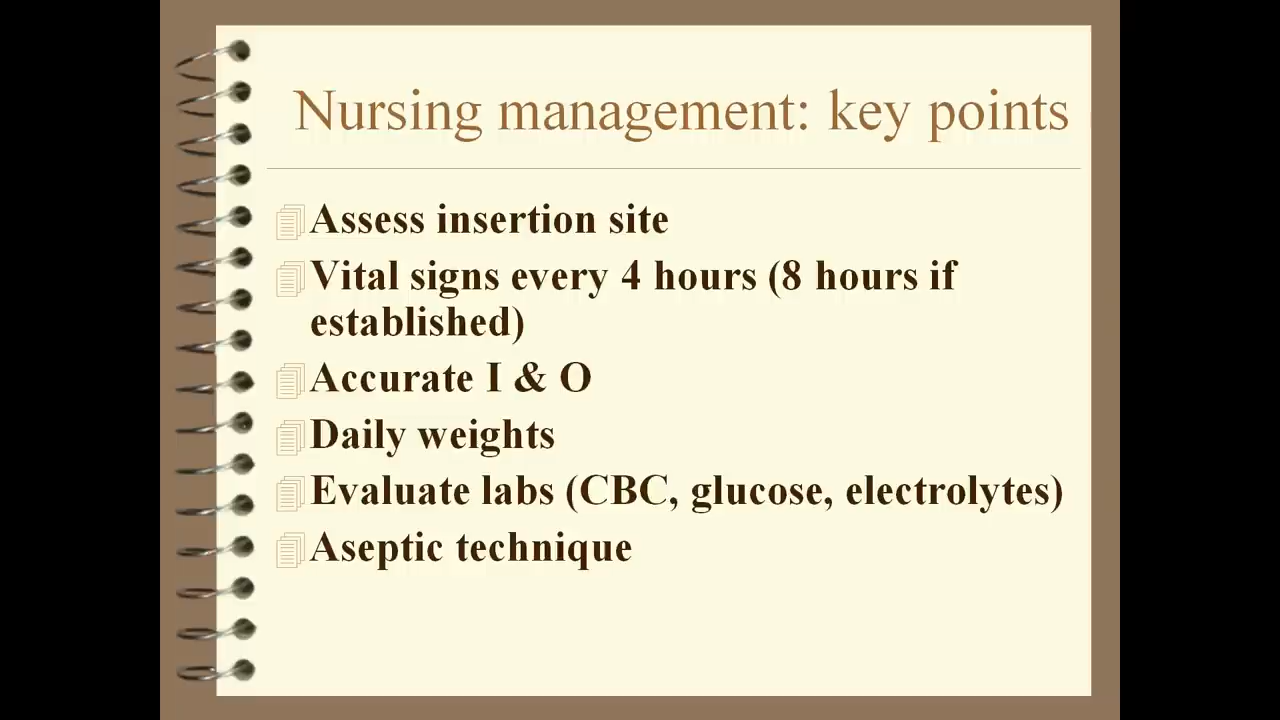 Nursing management: key points
Assess insertion site
Vital signs every 4 hours (8 hours if
established)
Accurate I & O
Daily weights
Evaluate labs (CBC, glucose, electrolytes)
Aseptic technique